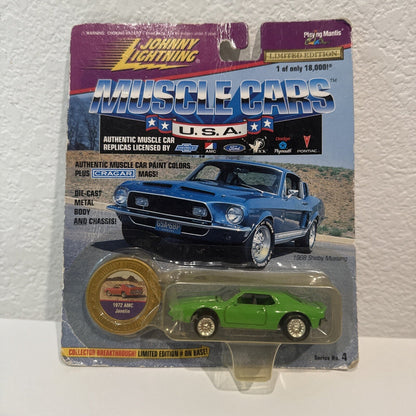 JOHNNY
LIGHTNING
Playing Mantis
LIMITED EDITION
1 of only 18,000!
MUSCLE CARS
U.S.A.
AUTHENTIC MUSCLE CAR
REPLICAS LICENSED BY
AMC
Ford
Dodge
Plymouth
PONTIAC
AUTHENTIC MUSCLE CAR PAINT COLORS
PLUS CRAGAR MAGS!
DIE-CAST
METAL
BODY
AND CHASSIS!
1968 Shelby Mustang
1972 AMC
Javelin
COLLECTOR BREAKTHROUGH! LIMITED EDITION # ON BASE!
Series No. 4